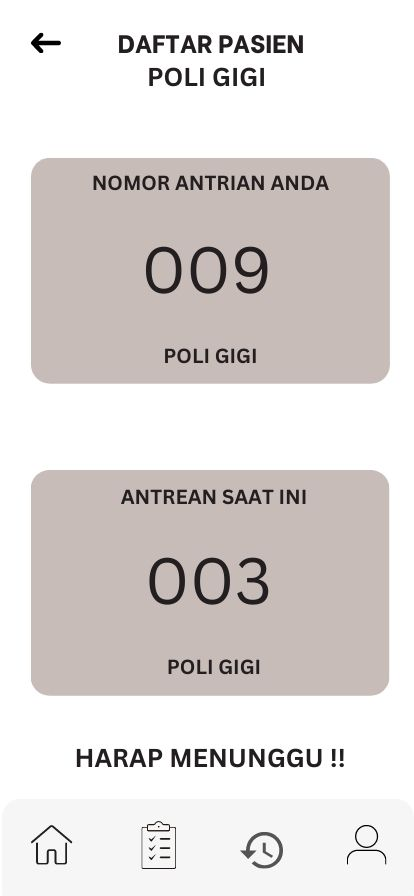 DAFTAR PASIEN
POLI GIGI
NOMOR ANTRIAN ANDA
009
POLI GIGI
ANTREAN SAAT INI
003
POLI GIGI
HARAP MENUNGGU !!